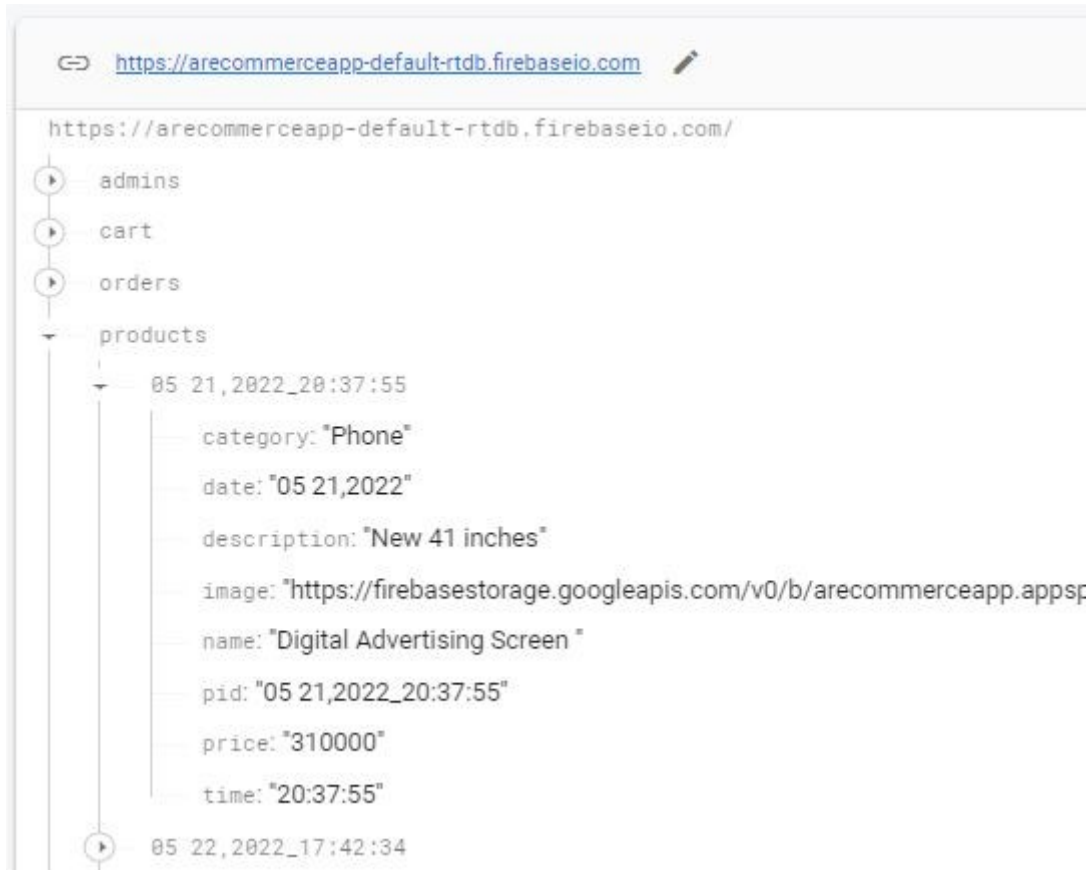 https://arecommerceapp-default-rtdb.firebaseio.com
https://arecommerceapp-default-rtdb.firebaseio.com/
admins
cart
orders
products
05 21,2022_20:37:55
category: "Phone"
date: "05 21,2022"
description: "New 41 inches"
image: "https://firebasestorage.googleapis.com/v0/b/arecommerceapp.appsp
name: "Digital Advertising Screen "
pid: "05 21,2022_20:37:55"
price: "310000"
time: "20:37:55"
05 22,2022_17:42:34